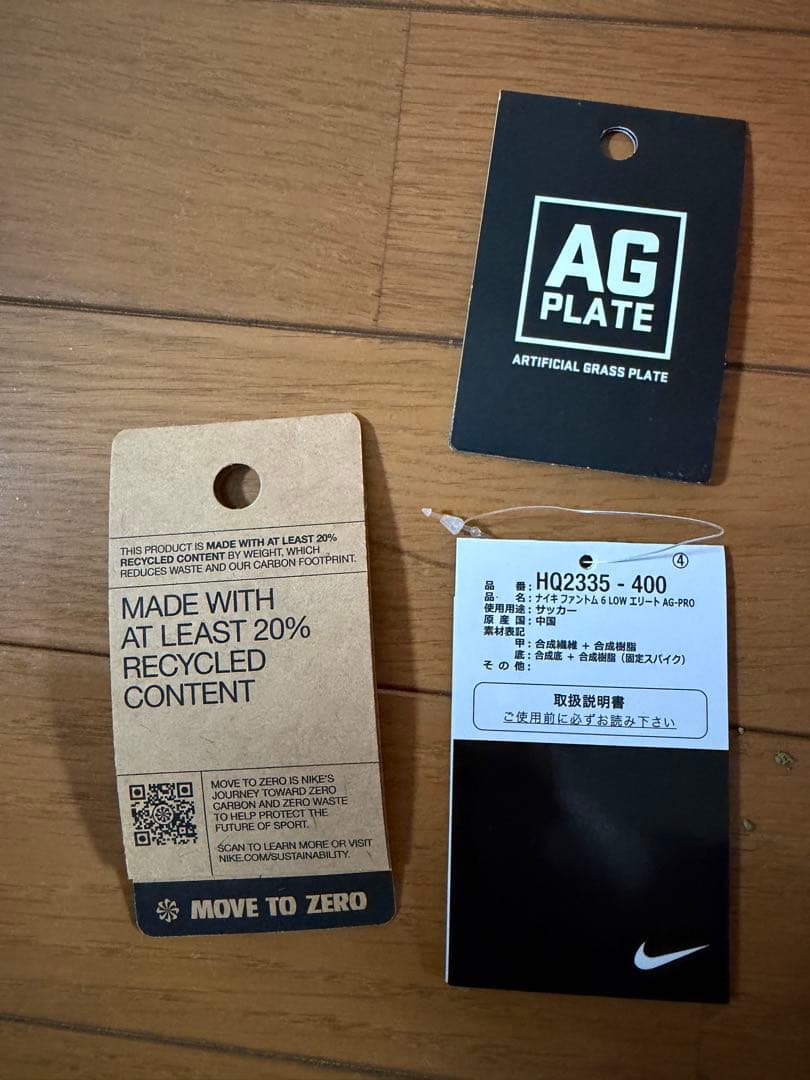 AG
PLATE
ARTIFICIAL GRASS PLATE
THIS PRODUCT IS MADE WITH AT LEAST 20%
RECYCLED CONTENT BY WEIGHT, WHICH
REDUCES WASTE AND OUR CARBON FOOTPRINT.
MADE WITH
AT LEAST 20%
RECYCLED
CONTENT
MOVE TO ZERO IS NIKE'S
JOURNEY TOWARD ZERO
CARBON AND ZERO WASTE
TO HELP PROTECT THE
FUTURE OF SPORT.
SCAN TO LEARN MORE OR VISIT
NIKE.COM/SUSTAINABILITY.
MOVE TO ZERO
④
品番:HQ2335 - 400
品名:ナイキ ファントム 6 LOW エリート AG-PRO
使用用途:サッカー
原産国:中国
素材表記
甲:合成繊維 + 合成樹脂
底:合成底 + 合成樹脂(固定スパイク)
その他:
取扱説明書
ご使用前に必ずお読み下さい